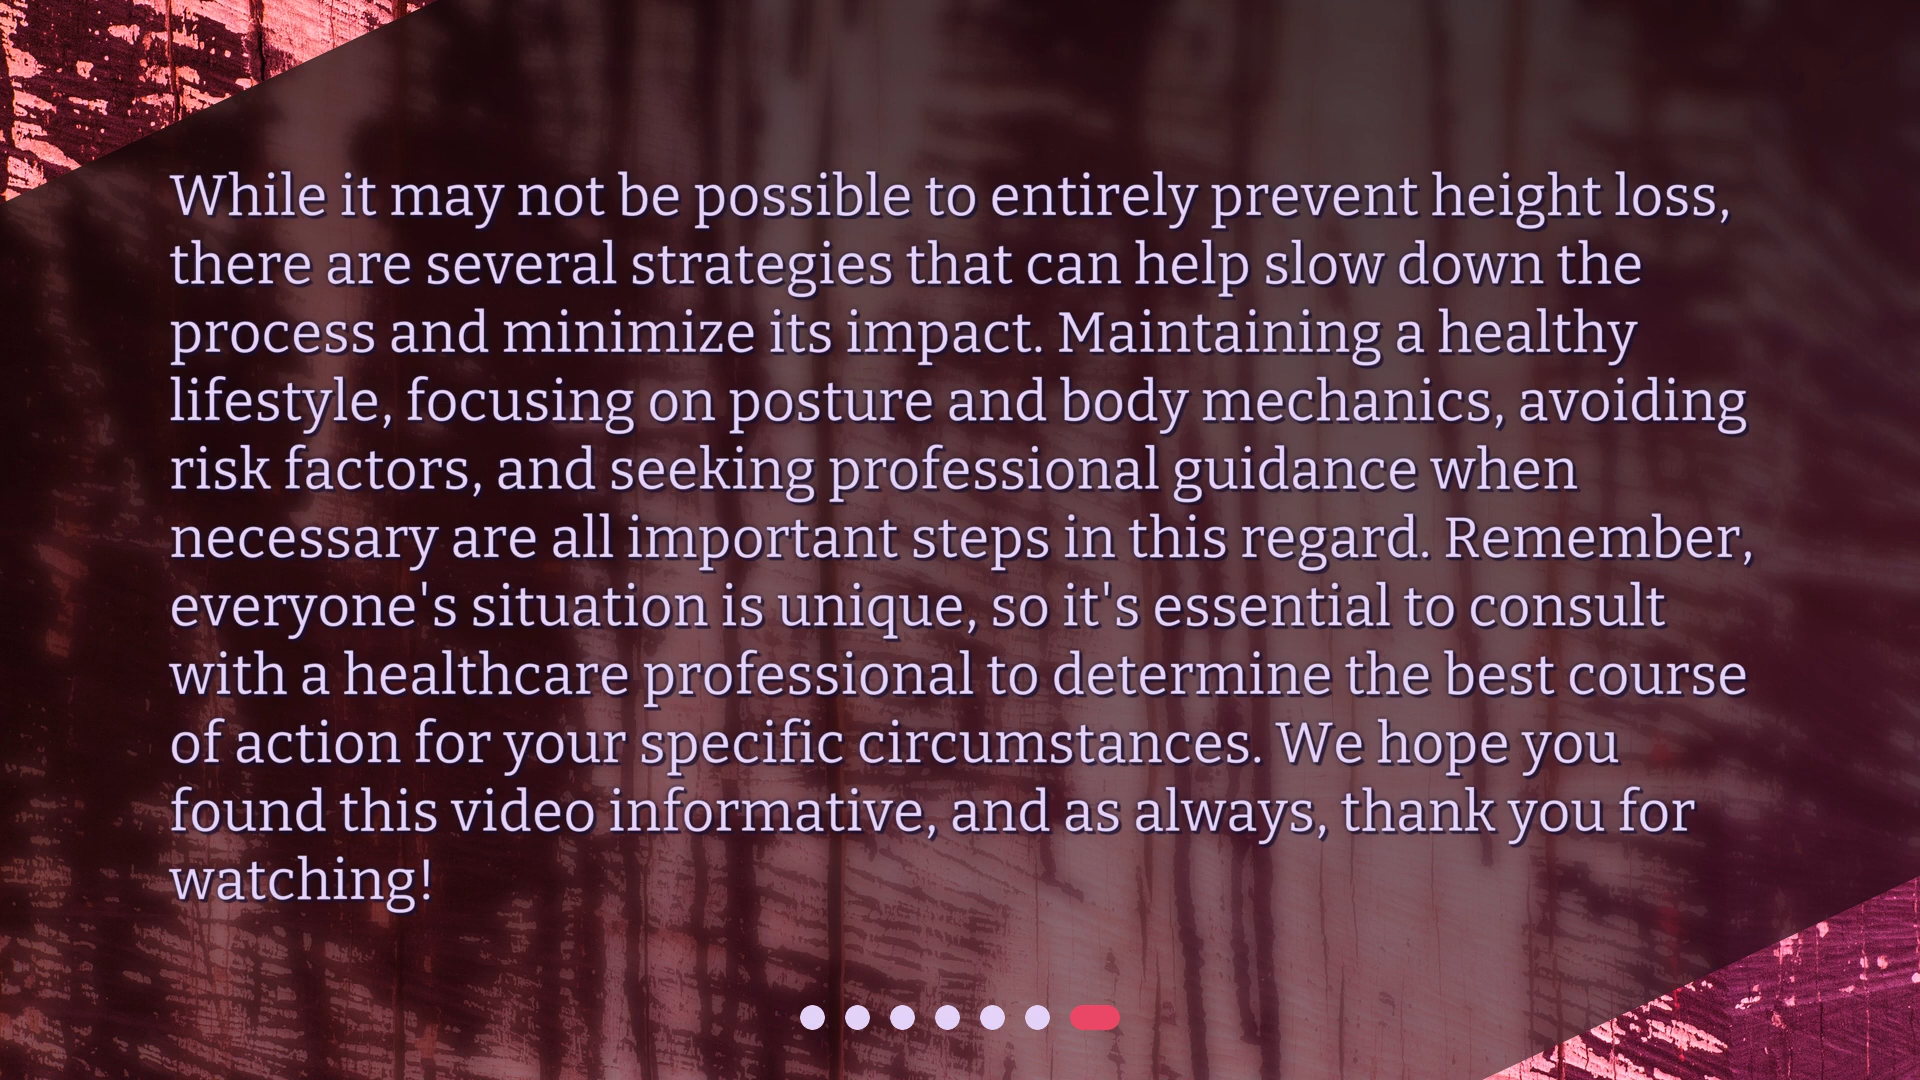 While it may not be possible to entirely prevent height loss,
there are several strategies that can help slow down the
process and minimize its impact. Maintaining a healthy
lifestyle, focusing on posture and body mechanics, avoiding
risk factors, and seeking professional guidance when
necessary are all important steps in this regard. Remember,
everyone's situation is unique, so it's essential to consult
with a healthcare professional to determine the best course
of action for your specific circumstances. We hope you
found this video informative, and as always, thank you for
watching!